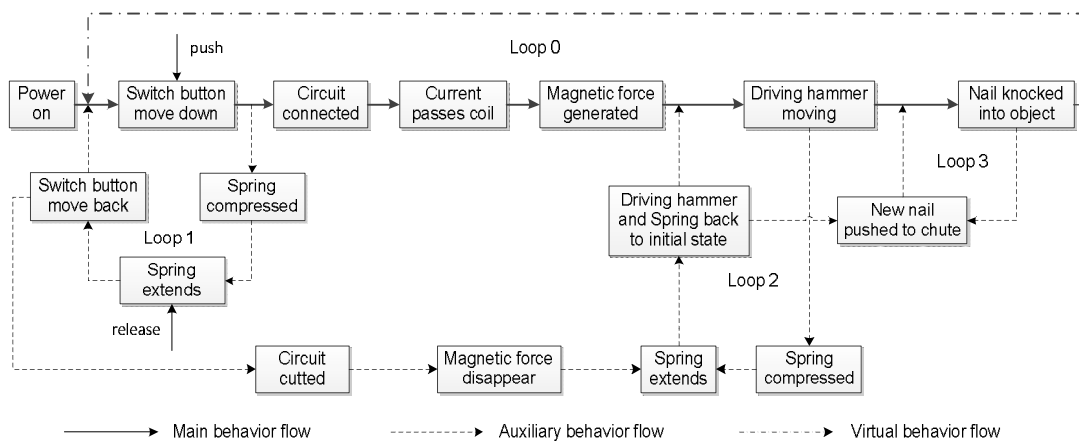 push
Loop 0
Power
on
Switch button
move down
Circuit
connected
Current
passes coil
Magnetic force
generated
Driving hammer
moving
Nail knocked
into object
Loop 3
Switch button
move back
Spring
compressed
Driving hammer
and Spring back
to initial state
New nail
pushed to chute
Loop 1
Spring
extends
Loop 2
release
Circuit
cutted
Magnetic force
disappear
Spring
extends
Spring
compressed
Main behavior flow
Auxiliary behavior flow
Virtual behavior flow